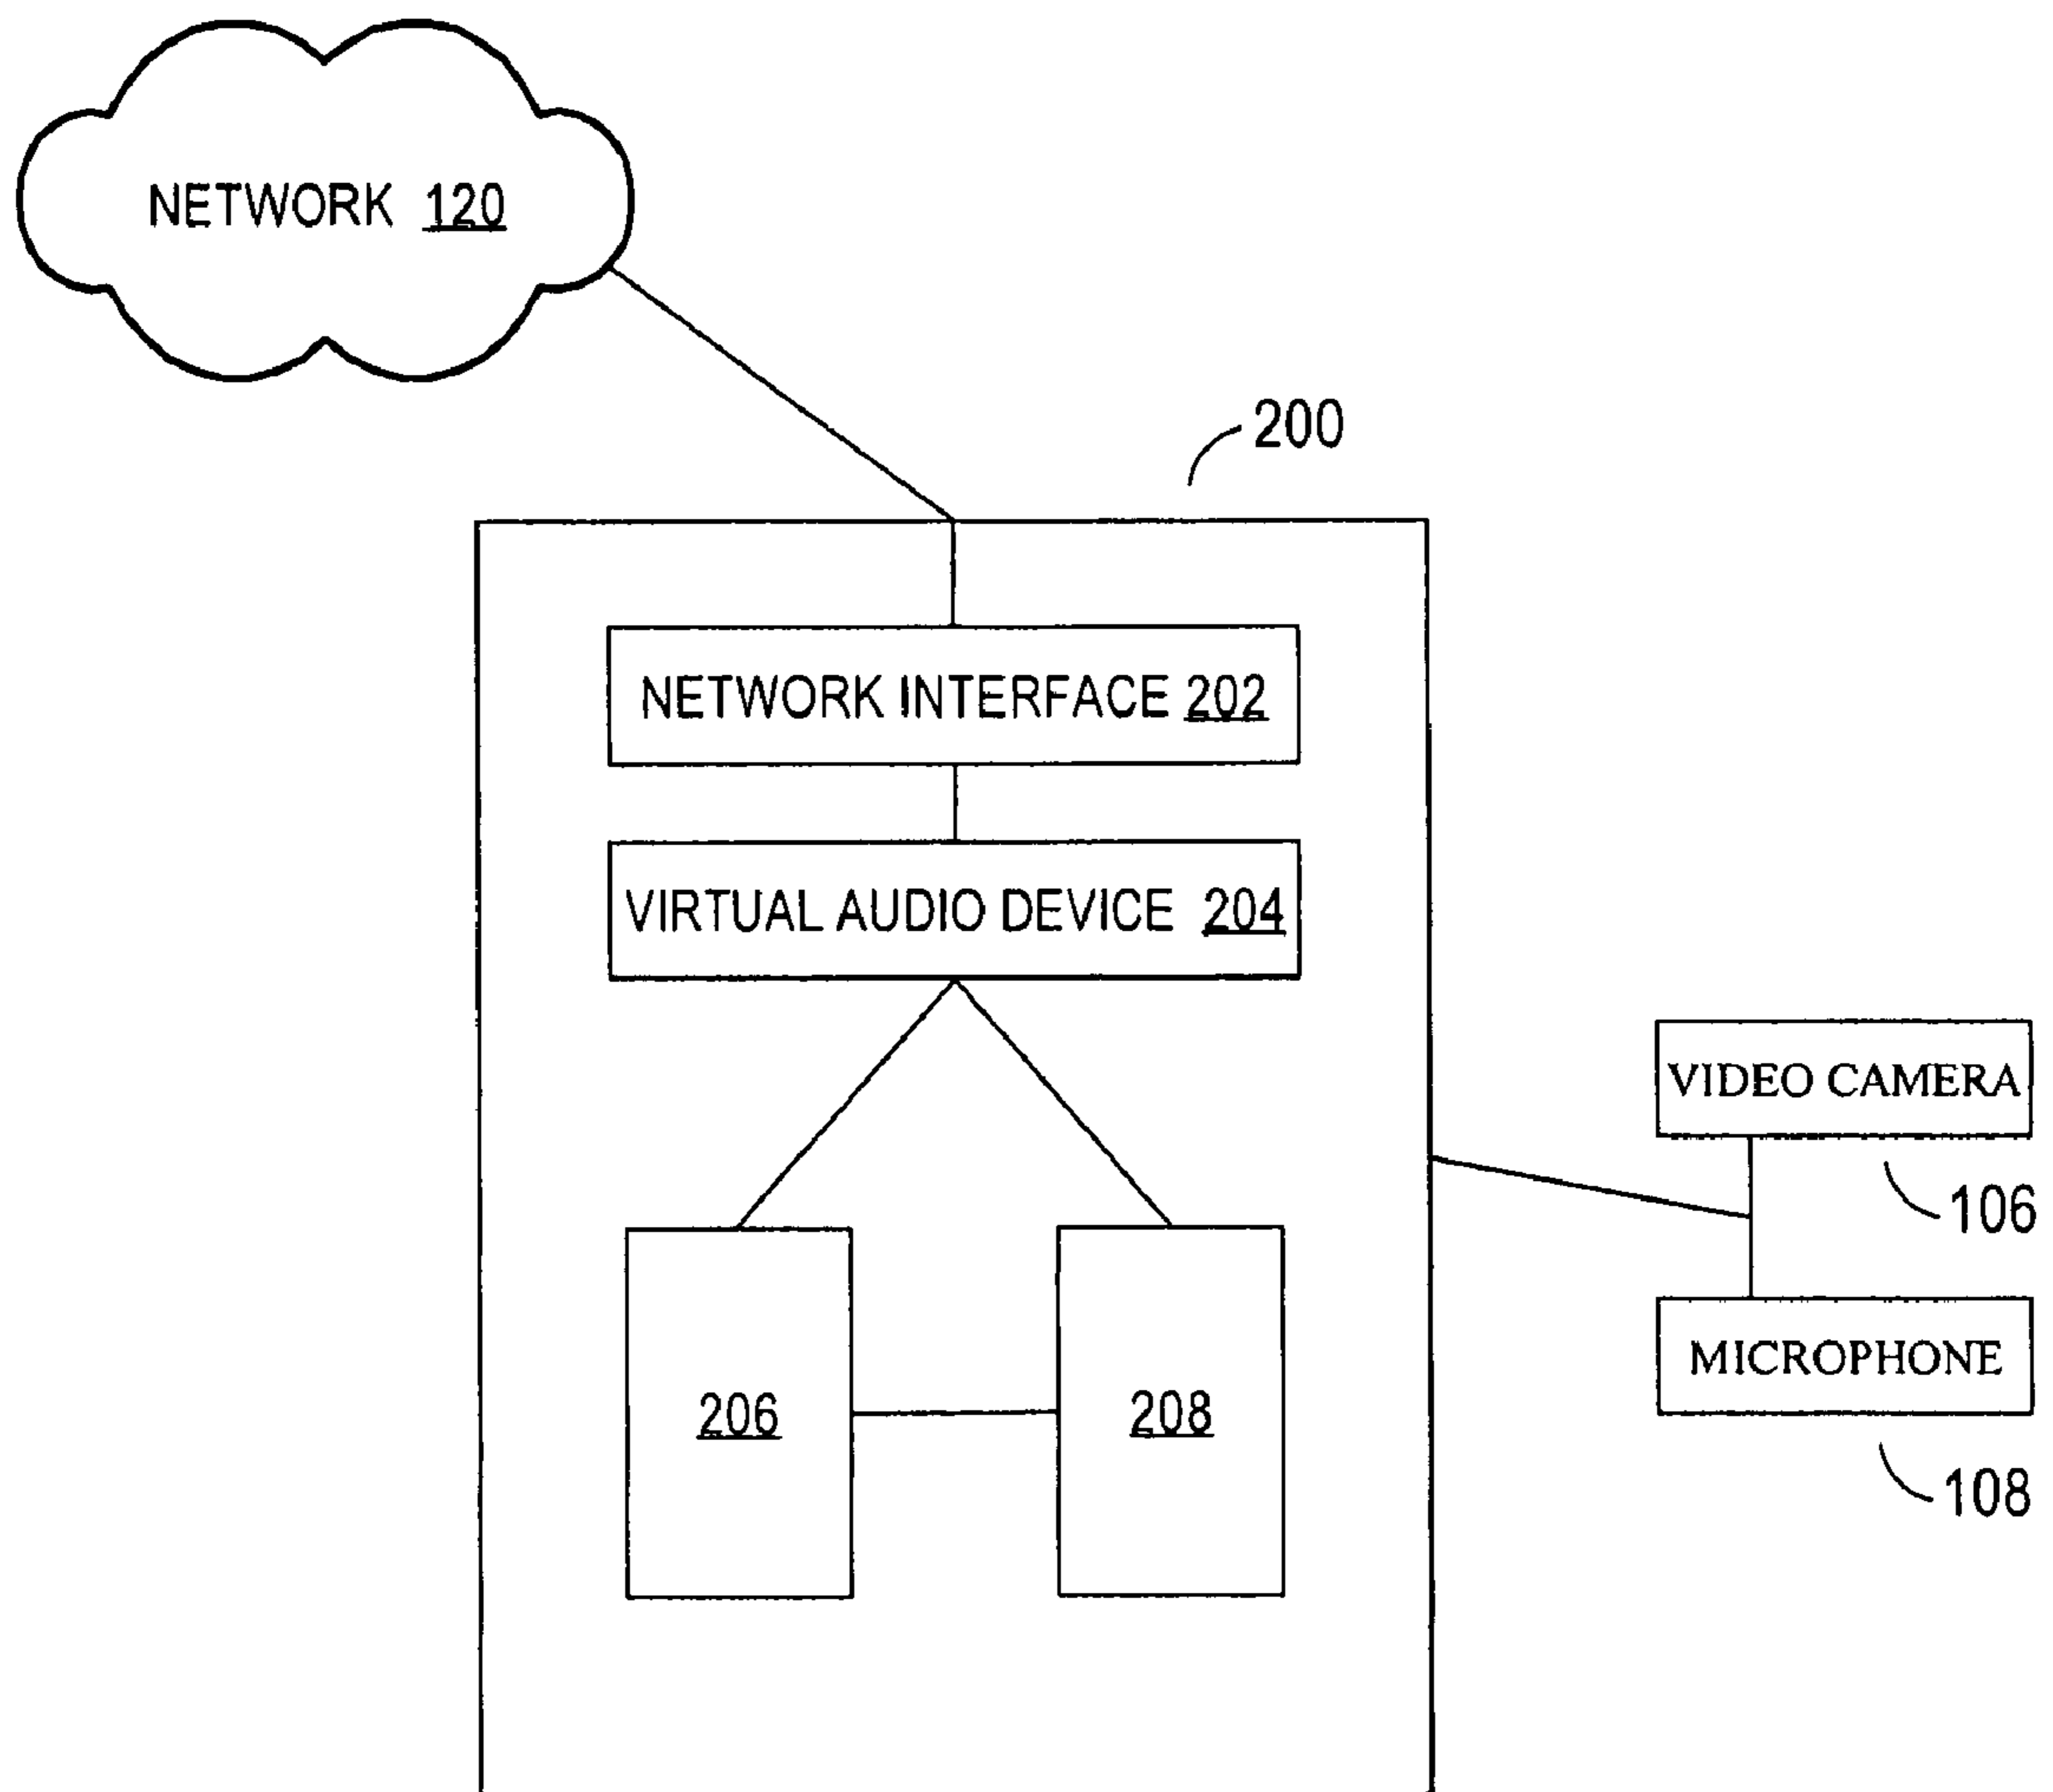 NETWORK 120
200
NETWORK INTERFACE 202
VIRTUAL AUDIO DEVICE 204
VIDEO CAMERA
106
206
208
MICROPHONE
108